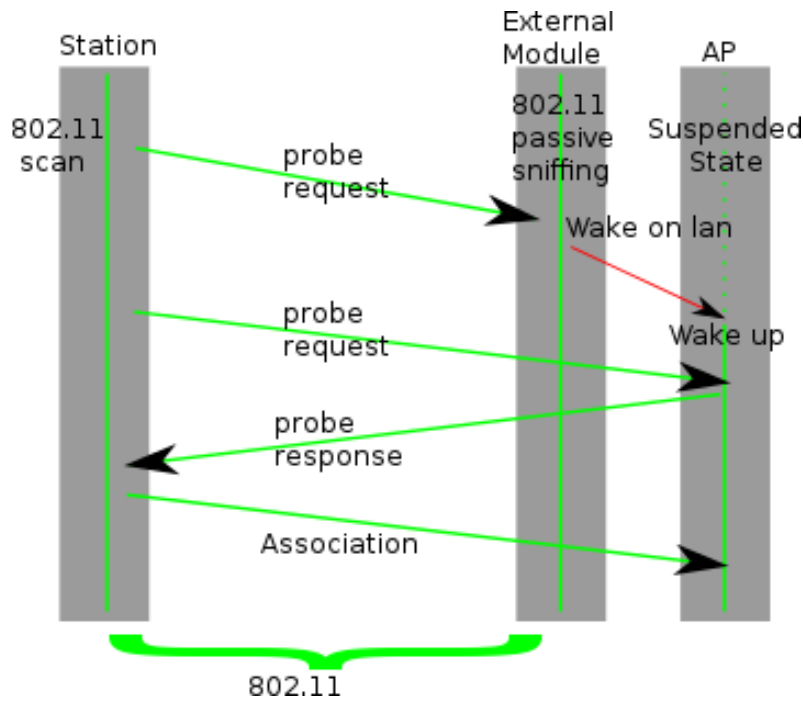 Station
External
Module
AP
802.11
scan
802.11
passive
sniffing
Suspended
State
probe
request
Wake on lan
probe
request
Wake up
probe
response
Association
802.11